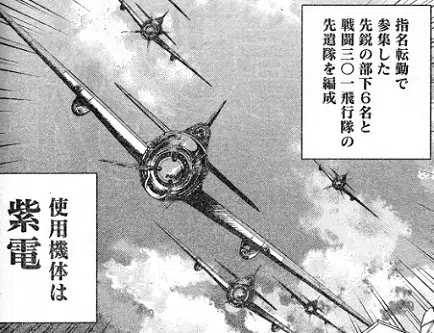 指名転勤で
参集した
先鋭の部下6名と
戦闘三〇一飛行隊の
先遣隊を編成
使用機体は
紫電